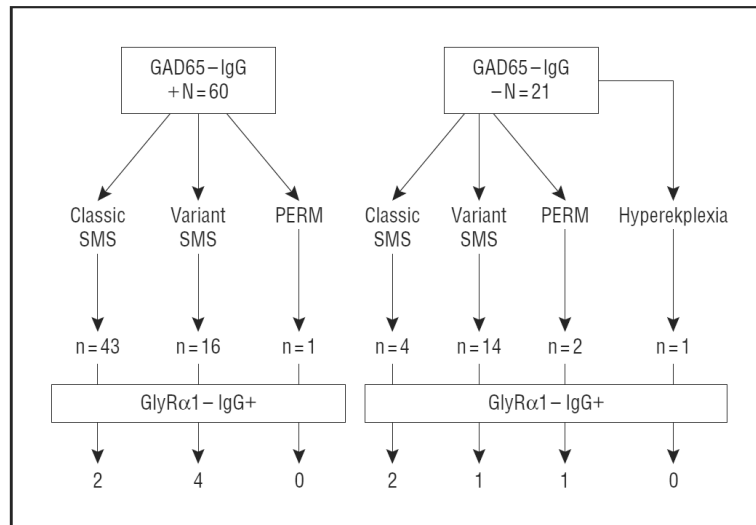 GAD65–IgG
+N=60
GAD65–IgG
–N=21
Classic
SMS
Variant
SMS
PERM
Classic
SMS
Variant
SMS
PERM
Hyperekplexia
n=43
n=16
n=1
n=4
n=14
n=2
n=1
GlyRα1–IgG+
GlyRα1–IgG+
2
4
0
2
1
1
0